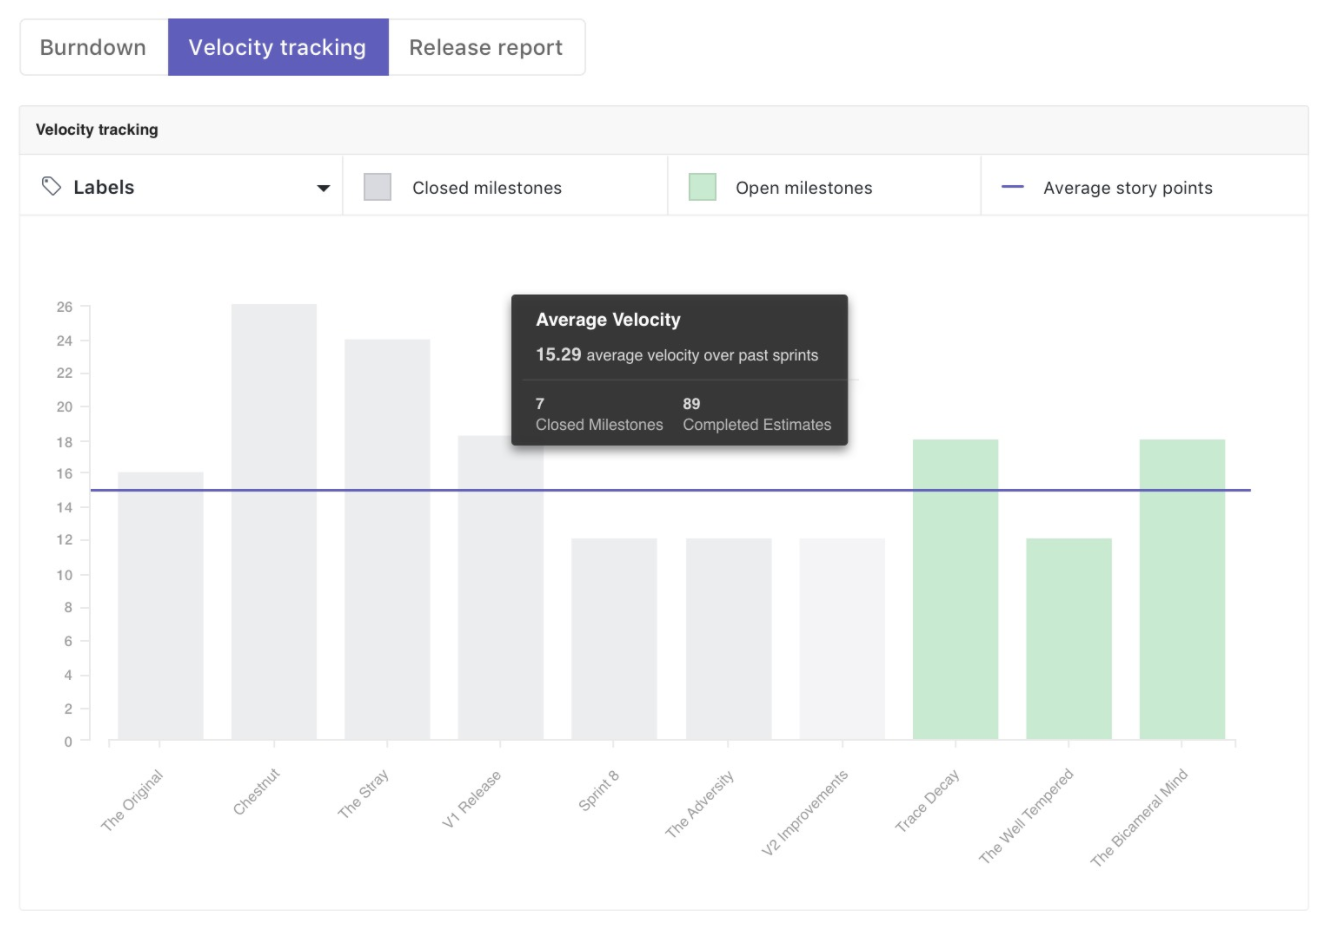 Burndown
Velocity tracking
Release report
Velocity tracking
Labels
Closed milestones
Open milestones
Average story points
26
24
22
20
18
16
14
12
10
8
6
4
2
0
Average Velocity
15.29 average velocity over past sprints
7
89
Closed Milestones
Completed Estimates
The Original
Chestnut
The Stray
V1 Release
Sprint 8
The Adversity
V2 Improvements
Trace Decay
The Well Tempered
The Bicameral Mind